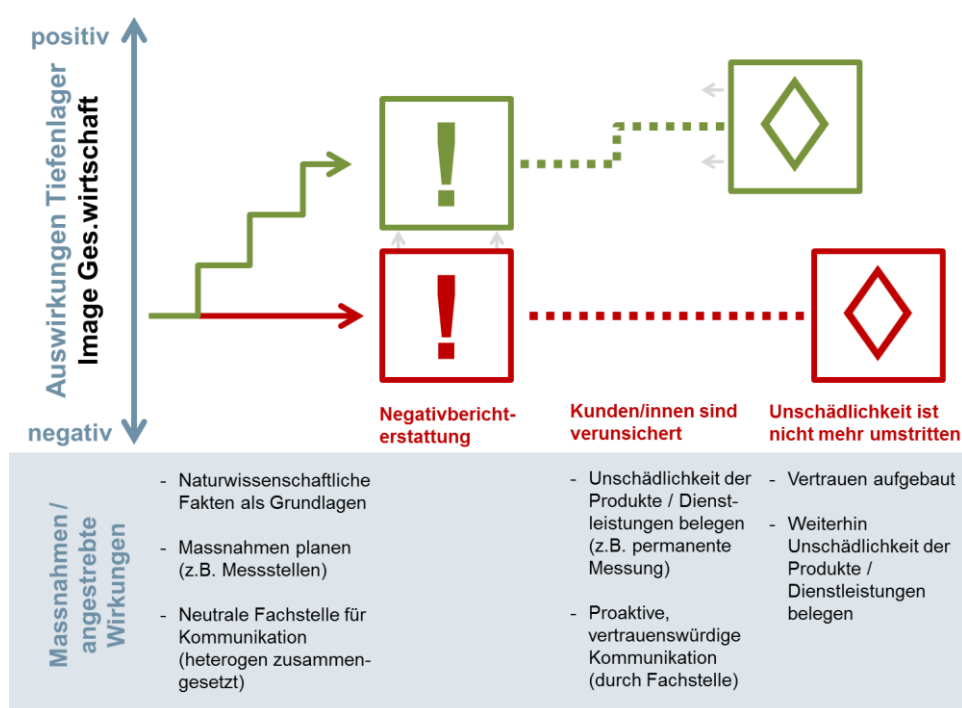 positiv
Auswirkungen Tiefenlager
Image Ges.wirtschaft
negativ
!
!
Negativbericht-
erstattung
Kunden/innen sind
verunsichert
Unschädlichkeit ist
nicht mehr umstritten
Massnahmen /
angestrebte
Wirkungen
- Naturwissenschaftliche
Fakten als Grundlagen
- Massnahmen planen
(z.B. Messstellen)
- Neutrale Fachstelle für
Kommunikation
(heterogen zusammen-
gesetzt)
- Unschädlichkeit der
Produkte / Dienst-
leistungen belegen
(z.B. permanente
Messung)
- Proaktive,
vertrauenswürdige
Kommunikation
(durch Fachstelle)
- Vertrauen aufgebaut
- Weiterhin
Unschädlichkeit der
Produkte /
Dienstleistungen
belegen